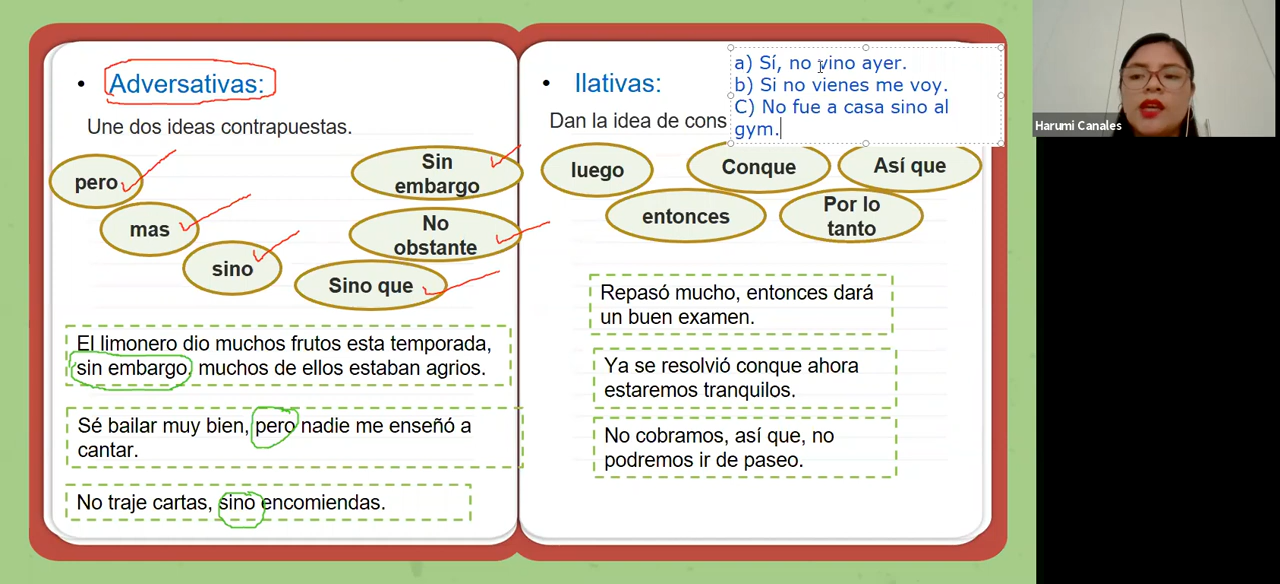 Adversativas:
Une dos ideas contrapuestas.
pero
mas
sino
Sin
embargo
No
obstante
Sino que
El limonero dio muchos frutos esta temporada,
sin embargo, muchos de ellos estaban agrios.
Sé bailar muy bien, pero nadie me enseñó a
cantar.
No traje cartas, sino encomiendas.
Ilativas:
a) Sí, no vino ayer.
b) Si no vienes me voy.
C) No fue a casa sino al
gym.
Dan la idea de cons
luego
Conque
Así que
entonces
Por lo
tanto
Repasó mucho, entonces dará
un buen examen.
Ya se resolvió conque ahora
estaremos tranquilos.
No cobramos, así que, no
podremos ir de paseo.
Harumi Canales